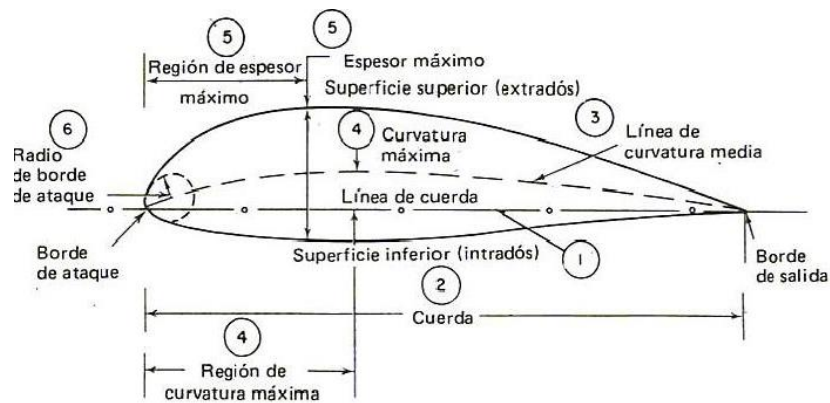 5
5
Región de espesor
máximo
Espesor máximo
Superficie superior (extradós)
6
Radio
de borde
de ataque
4
Curvatura
máxima
3
Línea de
curvatura media
Línea de cuerda
Borde
de ataque
Superficie inferior (intradós)
1
Borde
de salida
2
Cuerda
4
Región de
curvatura máxima